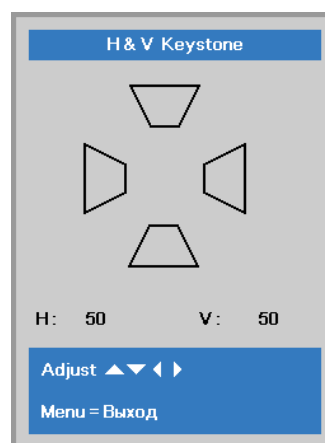 H & V Keystone
H: 50 V: 50
Adjust ▲▼◀▶
Menu = Выход